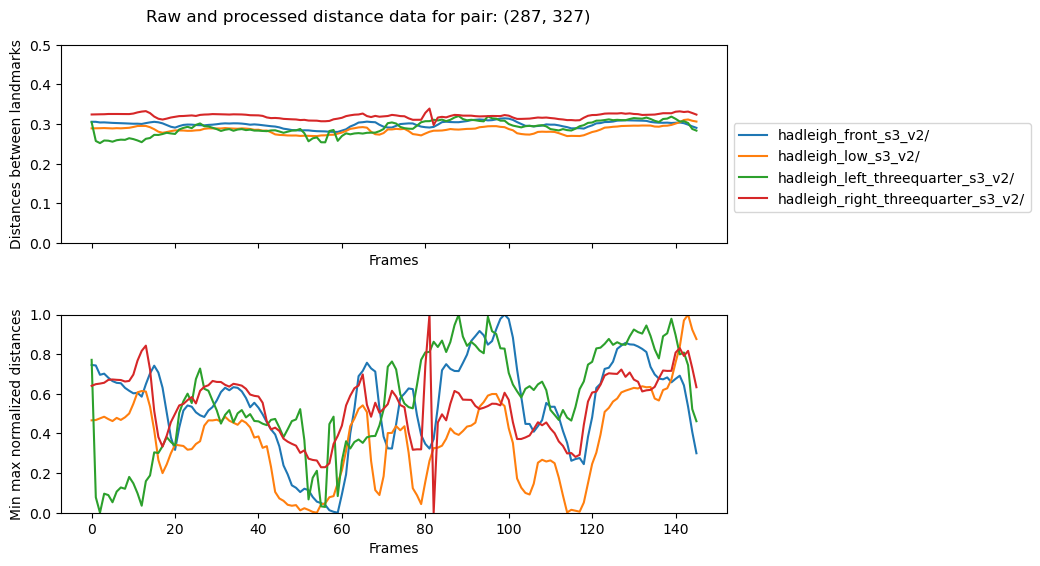 Raw and processed distance data for pair: (287, 327)
Distances between landmarks
0.5
0.4
0.3
0.2
0.1
0.0
Frames
hadleigh_front_s3_v2/
hadleigh_low_s3_v2/
hadleigh_left_threequarter_s3_v2/
hadleigh_right_threequarter_s3_v2/
Min max normalized distances
1.0
0.8
0.6
0.4
0.2
0.0
0 20 40 60 80 100 120 140
Frames